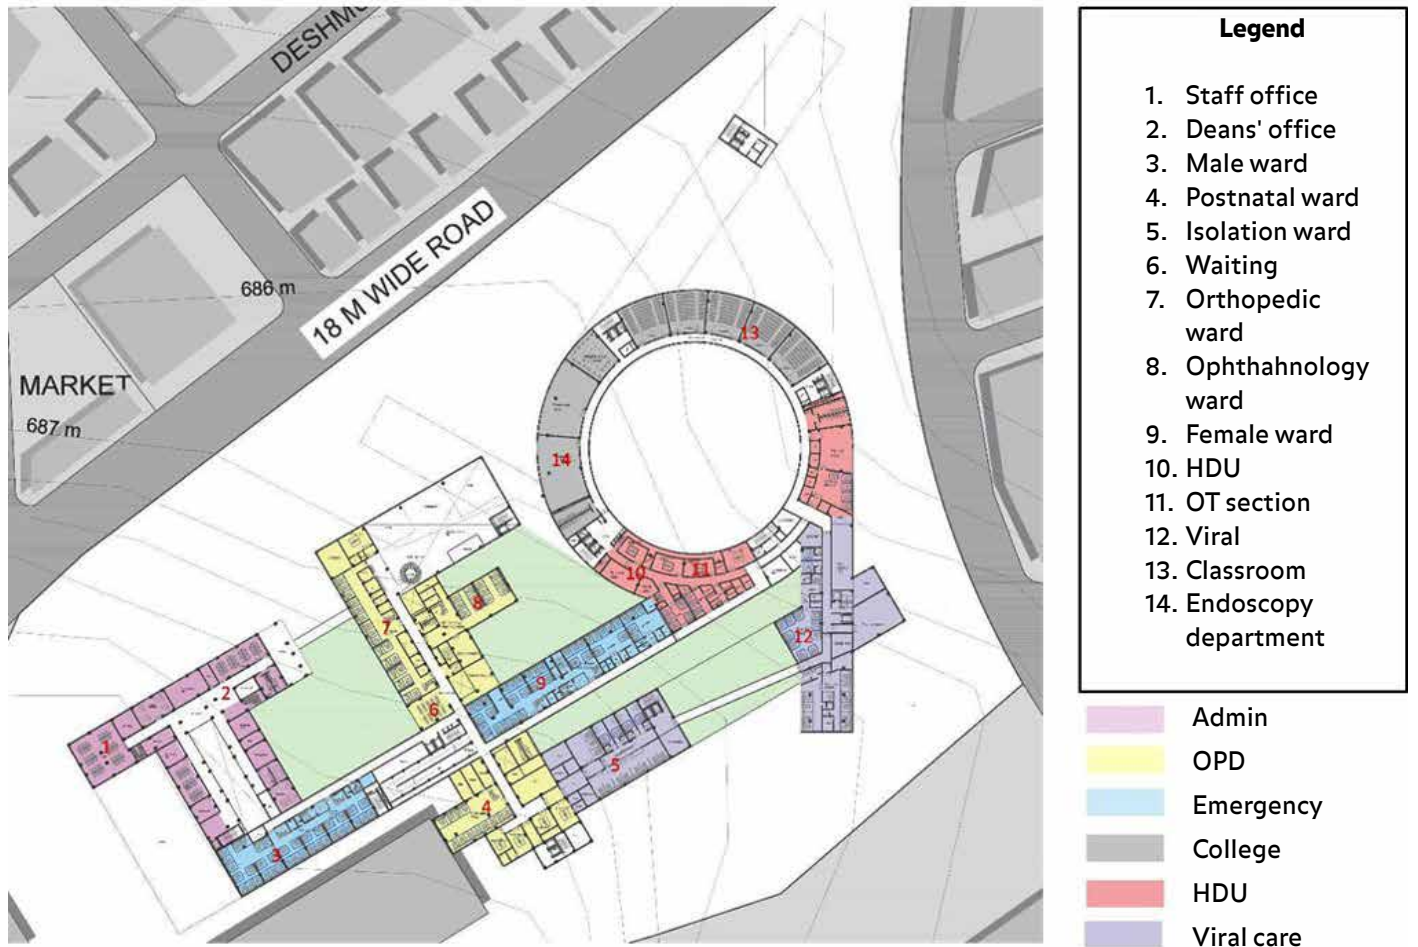 DESHMU
18 M WIDE ROAD
686 m
MARKET
687 m
13
14
10
11
8
7
12
2
9
6
1
5
4
3
Legend
1. Staff office
2. Deans' office
3. Male ward
4. Postnatal ward
5. Isolation ward
6. Waiting
7. Orthopedic
ward
8. Ophthahnology
ward
9. Female ward
10. HDU
11. OT section
12. Viral
13. Classroom
14. Endoscopy
department
Admin
OPD
Emergency
College
HDU
Viral care